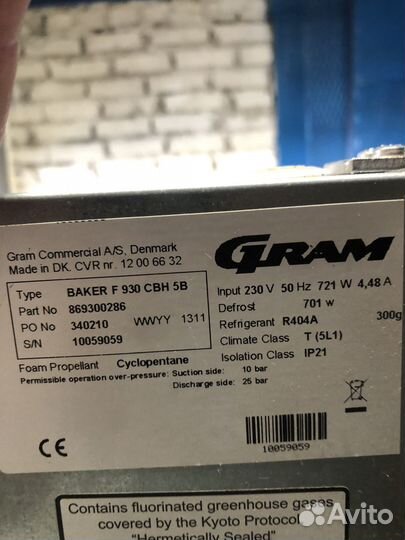 Gram Commercial A/S, Denmark
Made in DK. CVR nr. 12 00 66 32
GRAM
Type BAKER F 930 CBH 5B
Part No 869300286
PO No 340210 WW/YY 1311
S/N 10059059
Input 230 V 50 Hz 721 W 4,48 A
Defrost 701 w
Refrigerant R404A 300g
Climate Class T (5L1)
Isolation Class IP21
Foam Propellant Cyclopentane
Permissible operation over-pressure: Suction side: 10 bar
Discharge side: 25 bar
CE
10059059
Contains fluorinated greenhouse gases
covered by the Kyoto Protoco
"Hermetically Sealed"
Avito